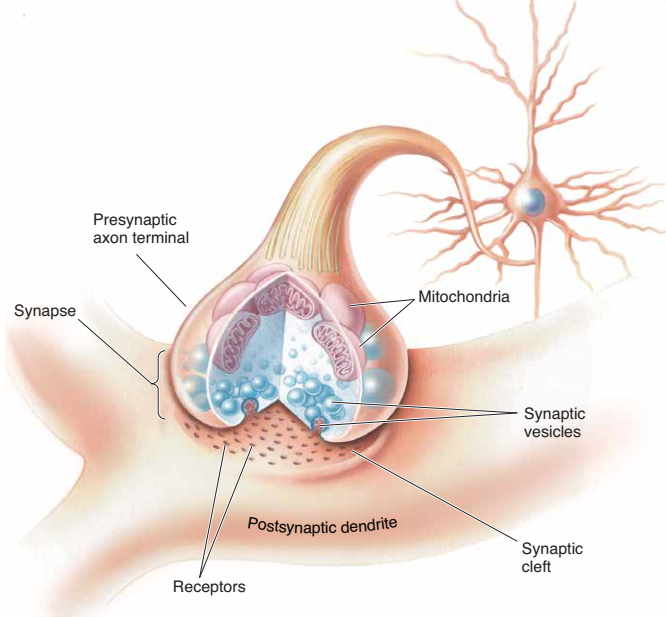 Presynaptic
axon terminal
Synapse
Mitochondria
Synaptic
vesicles
Postsynaptic dendrite
Synaptic
cleft
Receptors